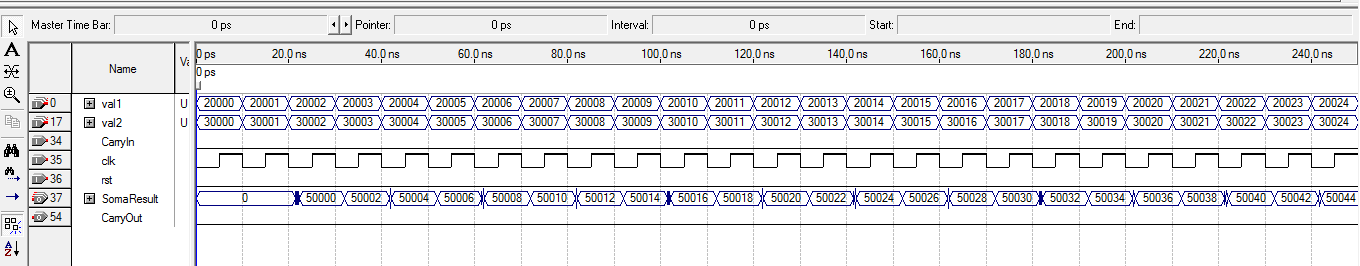 Master Time Bar: 0 ps Pointer: 0 ps Interval: 0 ps Start: End:
Name Va
0 ps 20.0 ns 40.0 ns 60.0 ns 80.0 ns 100.0 ns 120.0 ns 140.0 ns 160.0 ns 180.0 ns 200.0 ns 220.0 ns 240.0 ns
0 ps
0 val1 U 20000 20001 20002 20003 20004 20005 20006 20007 20008 20009 20010 20011 20012 20013 20014 20015 20016 20017 20018 20019 20020 20021 20022 20023 20024
17 val2 U 30000 30001 30002 30003 30004 30005 30006 30007 30008 30009 30010 30011 30012 30013 30014 30015 30016 30017 30018 30019 30020 30021 30022 30023 30024
34 CarryIn
35 clk
36 rst
37 SomaResult 0 50000 50002 50004 50006 50008 50010 50012 50014 50016 50018 50020 50022 50024 50026 50028 50030 50032 50034 50036 50038 50040 50042 50044
54 CarryOut